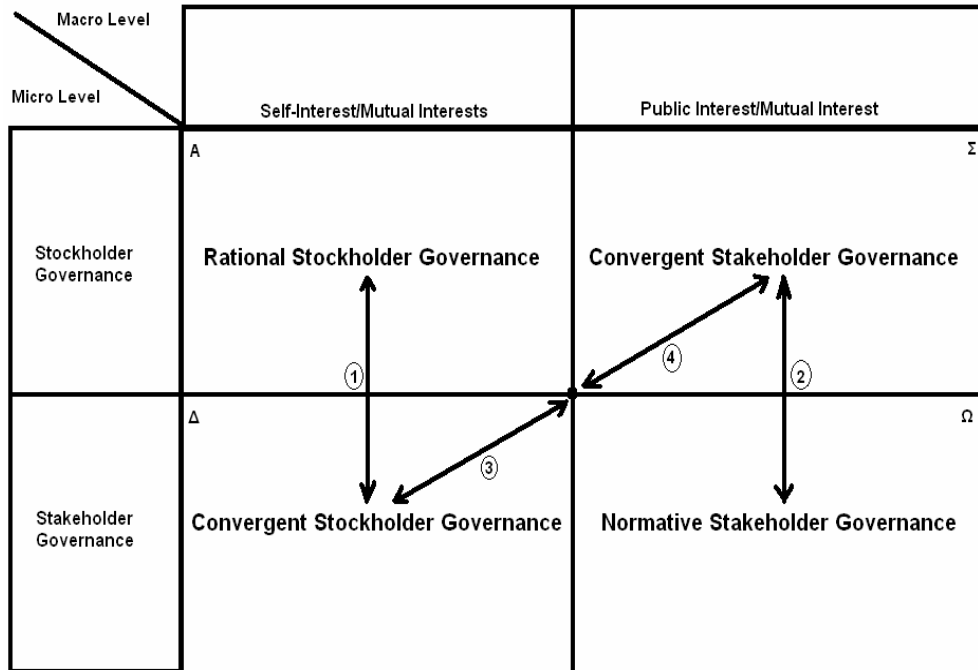 Macro Level
Micro Level
Self-Interest/Mutual Interests
Public Interest/Mutual Interest
Α
Σ
Stockholder
Governance
Rational Stockholder Governance
Convergent Stakeholder Governance
4
1
2
Δ
Ω
3
Stakeholder
Governance
Convergent Stockholder Governance
Normative Stakeholder Governance